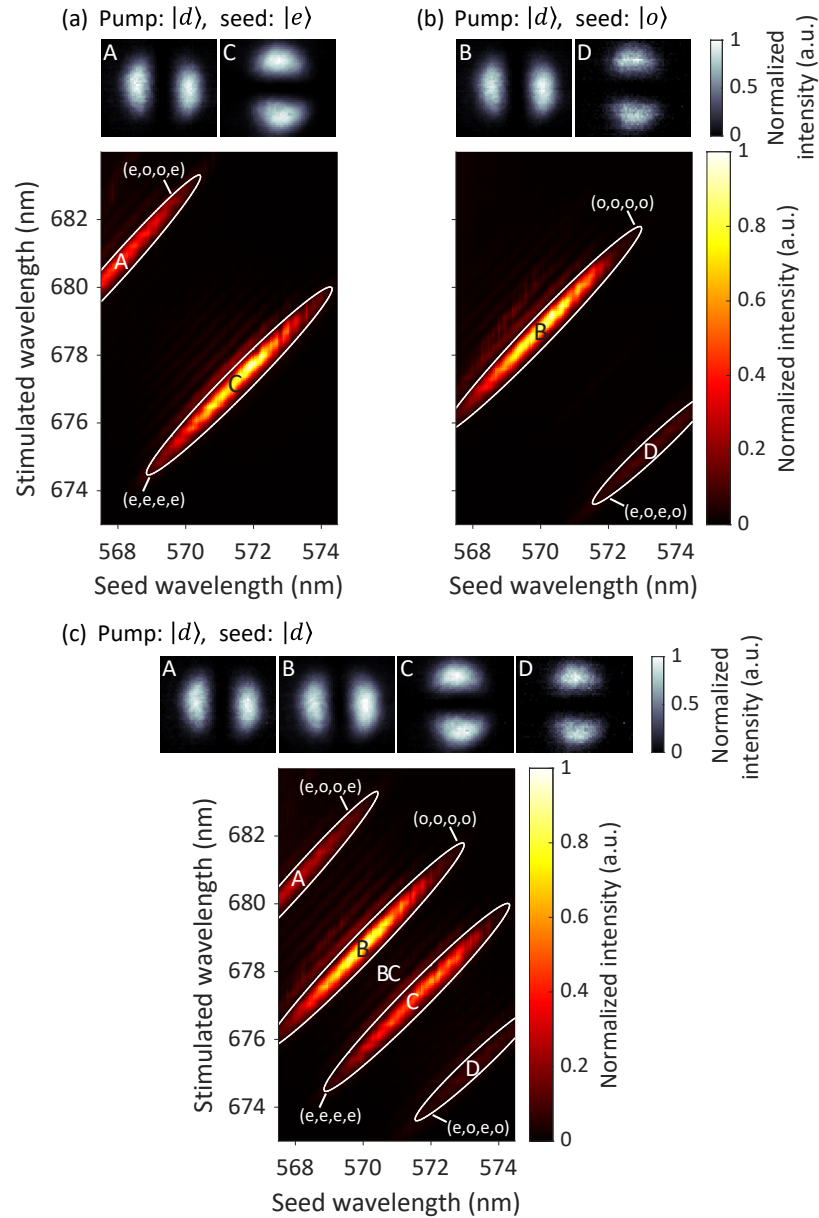 (a) Pump: |d⟩, seed: |e⟩
A
C
(e,o,o,e)
A
C
(e,e,e,e)
682
680
678
676
674
568
570
572
574
Stimulated wavelength (nm)
Seed wavelength (nm)
(b) Pump: |d⟩, seed: |o⟩
B
D
1
0.5
0
Normalized
intensity (a.u.)
(o,o,o,o)
B
D
(e,o,e,o)
568
570
572
574
Seed wavelength (nm)
1
0.8
0.6
0.4
0.2
0
Normalized intensity (a.u.)
(c) Pump: |d⟩, seed: |d⟩
A
B
C
D
1
0.5
0
Normalized
intensity (a.u.)
(e,o,o,e)
(o,o,o,o)
A
B
BC
C
D
(e,e,e,e)
(e,o,e,o)
682
680
678
676
674
568
570
572
574
Stimulated wavelength (nm)
Seed wavelength (nm)
1
0.8
0.6
0.4
0.2
0
Normalized intensity (a.u.)